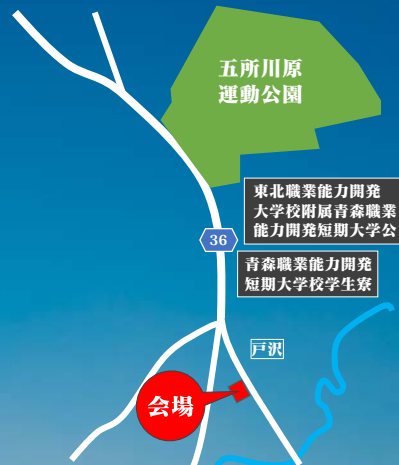 五所川原
運動公園
東北職業能力開発
大学校附属青森職業
能力開発短期大学公
36
青森職業能力開発
短期大学校学生寮
戸沢
会場